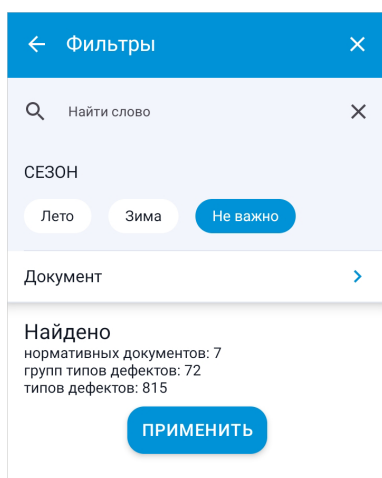 Фильтры
Найти слово
СЕЗОН
Лето
Зима
Не важно
Документ
Найдено
нормативных документов: 7
групп типов дефектов: 72
типов дефектов: 815
ПРИМЕНИТЬ